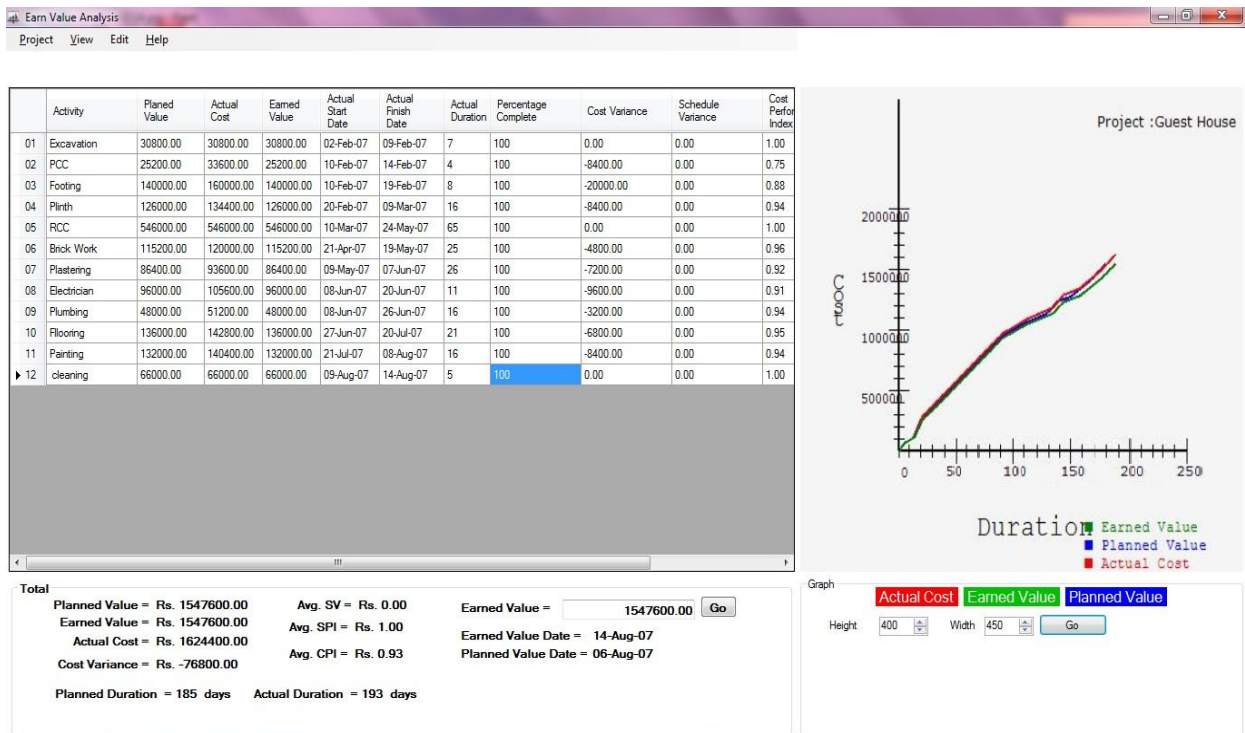 Earn Value Analysis
Project View Edit Help
Activity Planed Value Actual Cost Earned Value Actual Start Date Actual Finish Date Actual Duration Percentage Complete Cost Variance Schedule Variance Cost Perfor Index
01 Excavation 30800.00 30800.00 30800.00 02-Feb-07 09-Feb-07 7 100 0.00 0.00 1.00
02 PCC 25200.00 33600.00 25200.00 10-Feb-07 14-Feb-07 4 100 -8400.00 0.00 0.75
03 Footing 140000.00 160000.00 140000.00 10-Feb-07 19-Feb-07 8 100 -20000.00 0.00 0.88
04 Plinth 126000.00 134400.00 126000.00 20-Feb-07 09-Mar-07 16 100 -8400.00 0.00 0.94
05 RCC 546000.00 546000.00 546000.00 10-Mar-07 24-May-07 65 100 0.00 0.00 1.00
06 Brick Work 115200.00 120000.00 115200.00 21-Apr-07 19-May-07 25 100 -4800.00 0.00 0.96
07 Plastering 86400.00 93600.00 86400.00 09-May-07 07-Jun-07 26 100 -7200.00 0.00 0.92
08 Electrician 96000.00 105600.00 96000.00 08-Jun-07 20-Jun-07 11 100 -9600.00 0.00 0.91
09 Plumbing 48000.00 51200.00 48000.00 08-Jun-07 26-Jun-07 16 100 -3200.00 0.00 0.94
10 Fllooring 136000.00 142800.00 136000.00 27-Jun-07 20-Jul-07 21 100 -6800.00 0.00 0.95
11 Painting 132000.00 140400.00 132000.00 21-Jul-07 08-Aug-07 16 100 -8400.00 0.00 0.94
12 cleaning 66000.00 66000.00 66000.00 09-Aug-07 14-Aug-07 5 100 0.00 0.00 1.00
Project :Guest House
2000000
1500000
1000000
500000
Cost
0 50 100 150 200 250
Duration
Earned Value
Planned Value
Actual Cost
Total
Planned Value = Rs. 1547600.00
Earned Value = Rs. 1547600.00
Actual Cost = Rs. 1624400.00
Cost Variance = Rs. -76800.00
Planned Duration = 185 days Actual Duration = 193 days
Avg. SV = Rs. 0.00
Avg. SPI = Rs. 1.00
Avg. CPI = Rs. 0.93
Earned Value = 1547600.00 Go
Earned Value Date = 14-Aug-07
Planned Value Date = 06-Aug-07
Graph
Actual Cost Earned Value Planned Value
Height 400 Width 450 Go